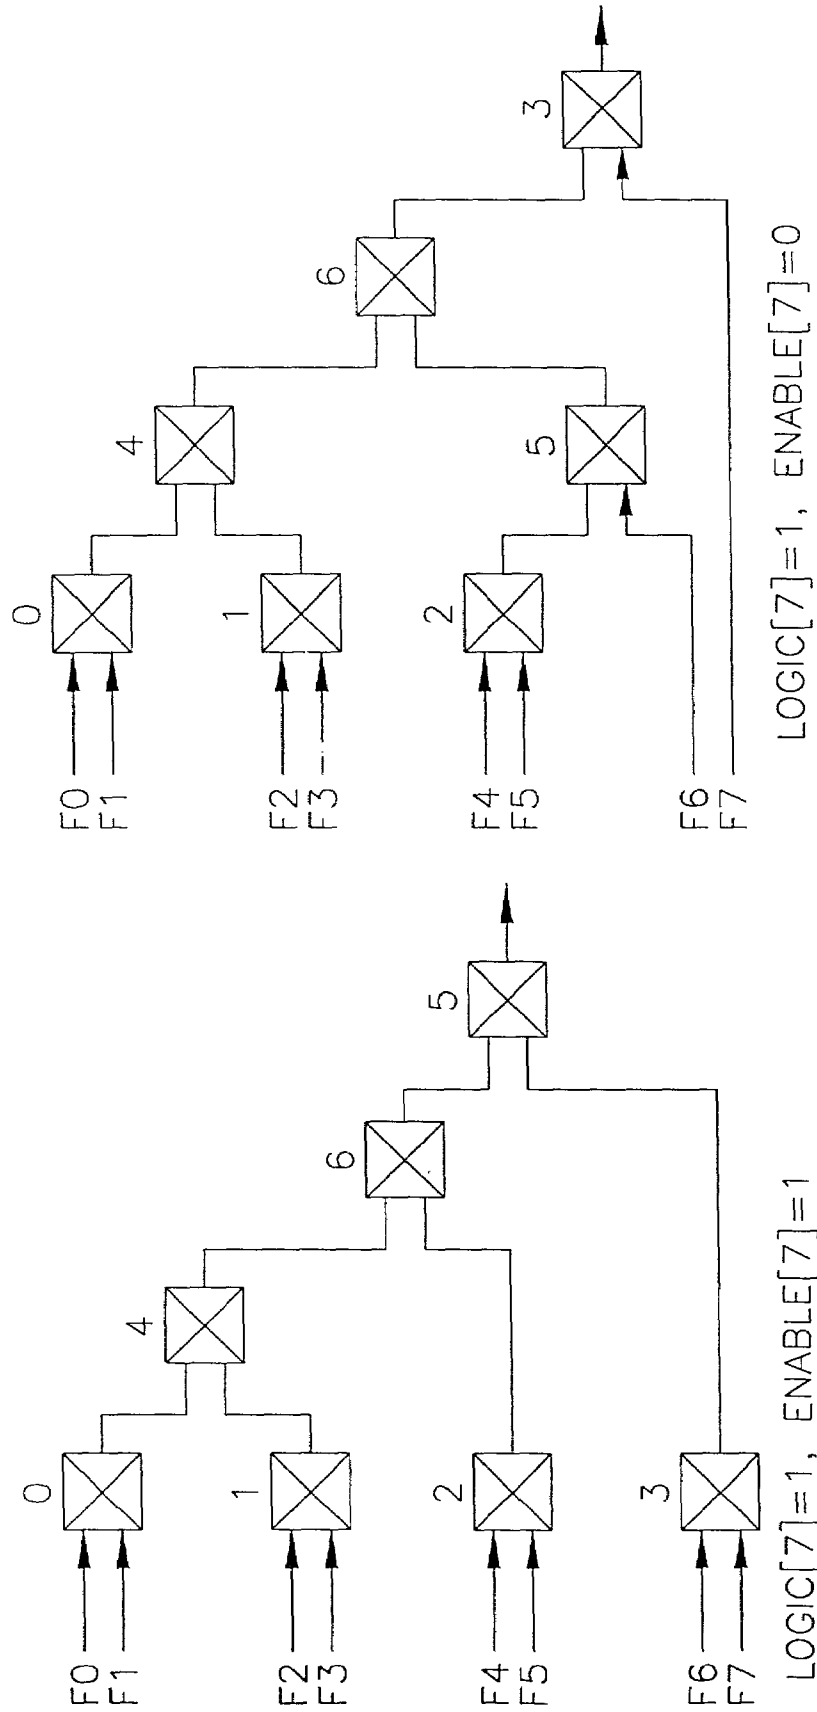 0
F0
F1
4
1
F2
F3
6
2
F4
F5
5
3
F6
F7
LOGIC[7]=1, ENABLE[7]=1
0
F0
F1
4
1
F2
F3
6
2
F4
F5
5
3
F6
F7
LOGIC[7]=1, ENABLE[7]=0